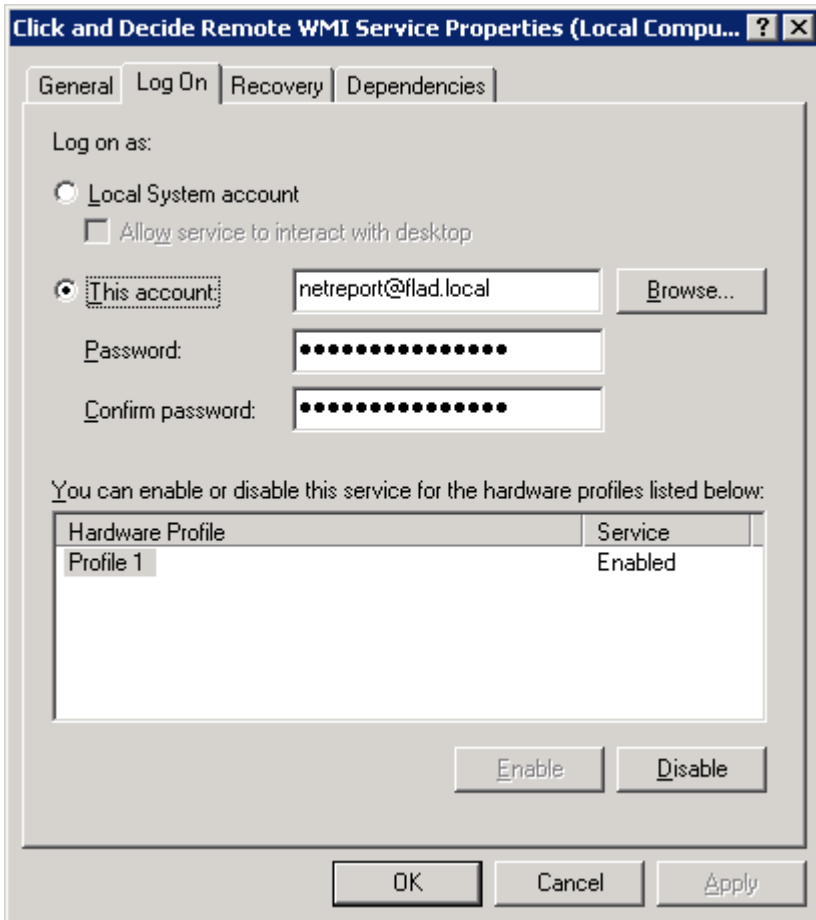 Click and Decide Remote WMI Service Properties (Local Compu... ? X
General Log On Recovery Dependencies
Log on as:
Local System account
Allow service to interact with desktop
This account: netreport@flad.local Browse...
Password: •••••••••••••••
Confirm password: •••••••••••••••
You can enable or disable this service for the hardware profiles listed below:
Hardware Profile Service
Profile 1 Enabled
Enable Disable
OK Cancel Apply